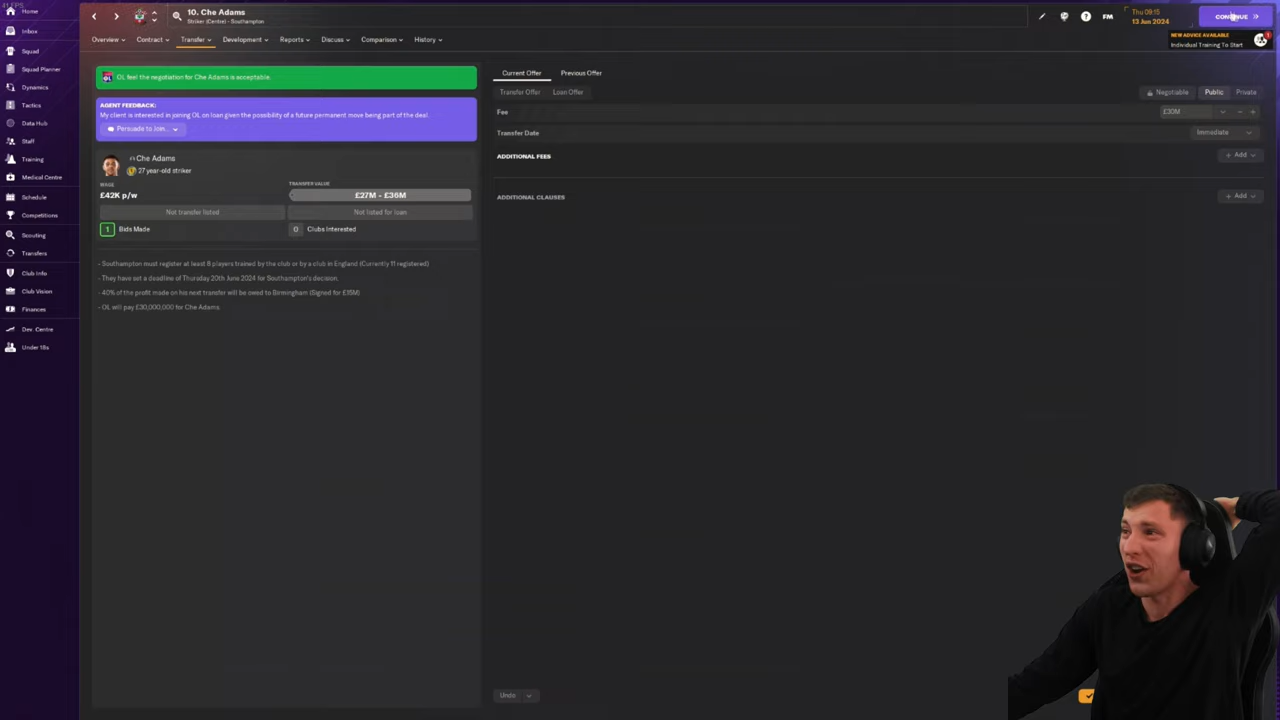 41 FPS
Home
10. Che Adams
Striker (Centre) - Southampton
FM
Thu 08:15
13 Jun 2024
CONTINUE
Inbox
Squad
Squad Planner
Dynamics
Tactics
Data Hub
Staff
Training
Medical Centre
Schedule
Competitions
Scouting
Transfers
Club Info
Club Vision
Finances
Dev. Centre
Under 18s
Overview
Contract
Transfer
Development
Reports
Discuss
Comparison
History
NEW ADVICE AVAILABLE
Individual Training To Start
1
OL feel the negotiation for Che Adams is acceptable.
AGENT FEEDBACK:
My client is interested in joining OL on loan given the possibility of a future permanent move being part of the deal.
Persuade to Join...
Che Adams
27 year-old striker
WAGE
£42K p/w
TRANSFER VALUE
£27M - £36M
Not transfer listed
Not listed for loan
1 Bids Made
0 Clubs Interested
- Southampton must register at least 8 players trained by the club or by a club in England (Currently 11 registered)
- They have set a deadline of Thursday 20th June 2024 for Southampton's decision.
- 40% of the profit made on his next transfer will be owed to Birmingham (Signed for £15M)
- OL will pay £30,000,000 for Che Adams.
Current Offer
Previous Offer
Transfer Offer
Loan Offer
Negotiable
Public
Private
Fee
£30M
Transfer Date
Immediate
ADDITIONAL FEES
Add
ADDITIONAL CLAUSES
Add
Undo